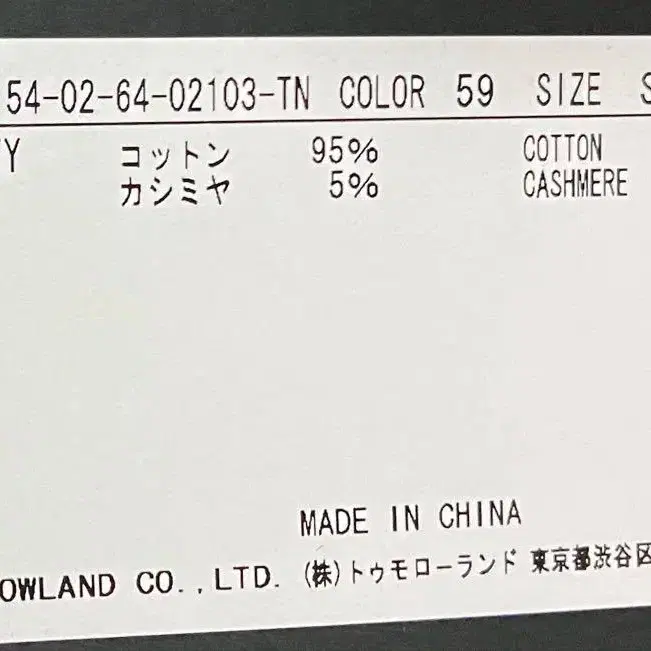 54-02-64-02103-TN COLOR 59 SIZE S
Y コットン 95% COTTON
カシミヤ 5% CASHMERE
MADE IN CHINA
OWLAND CO.,LTD. (株)トゥモローランド 東京都渋谷区